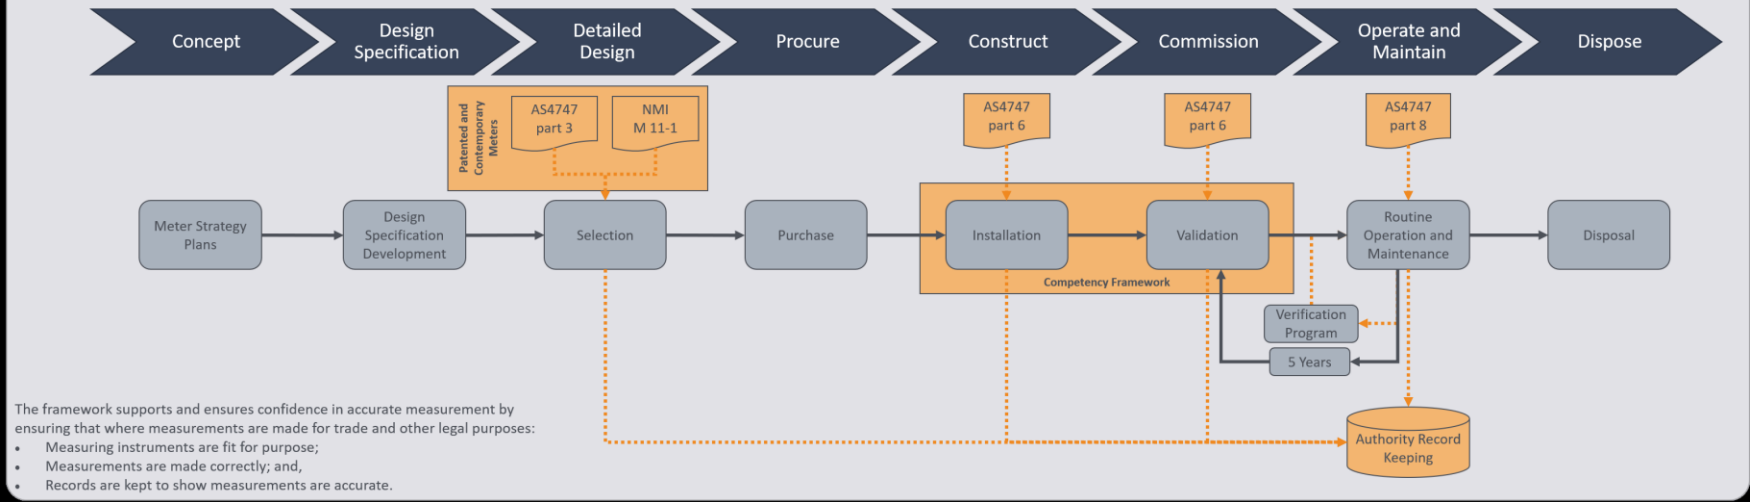 Concept
Design
Specification
Detailed
Design
Procure
Construct
Commission
Operate and
Maintain
Dispose
Patented and
Contemporary
Meters
AS4747
part 3
NMI
M 11-1
AS4747
part 6
AS4747
part 6
AS4747
part 8
Meter Strategy
Plans
Design
Specification
Development
Selection
Purchase
Installation
Validation
Routine
Operation and
Maintenance
Disposal
Competency Framework
Verification
Program
5 Years
Authority Record
Keeping
The framework supports and ensures confidence in accurate measurement by
ensuring that where measurements are made for trade and other legal purposes:
• Measuring instruments are fit for purpose;
• Measurements are made correctly; and,
• Records are kept to show measurements are accurate.